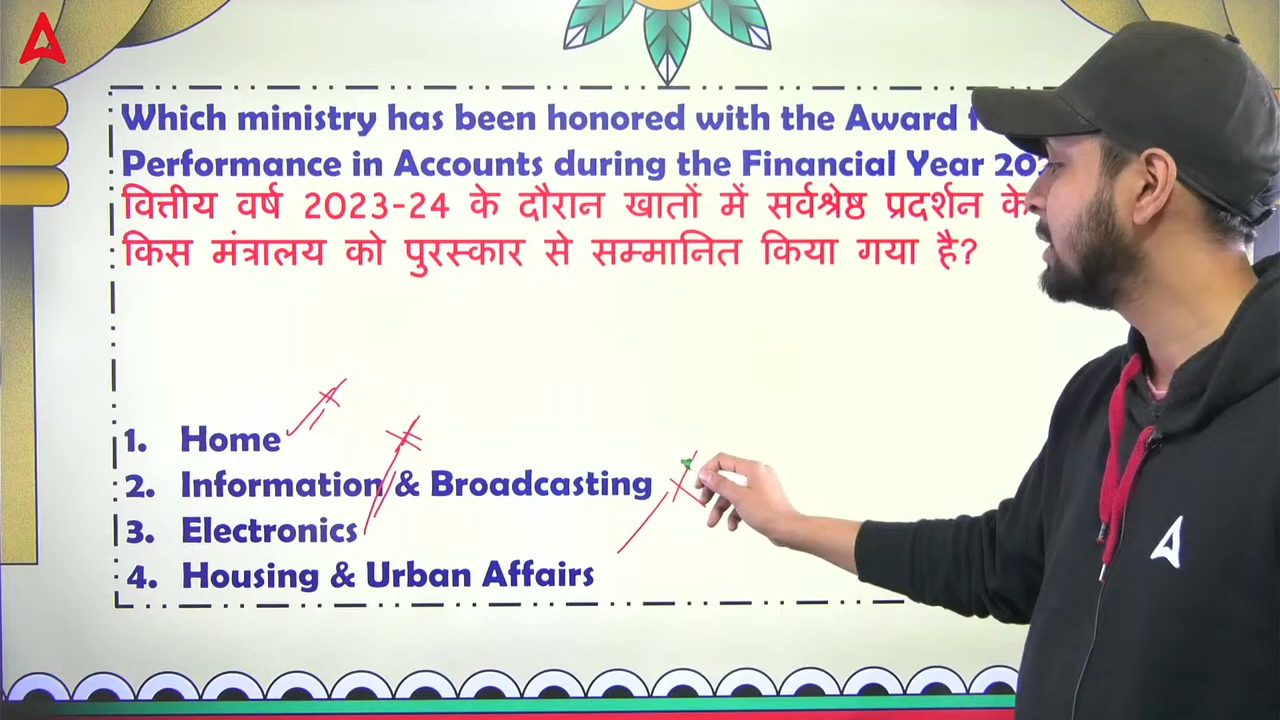 Which ministry has been honored with the Award
Performance in Accounts during the Financial Year
वित्तीय वर्ष 2023-24 के दौरान खातों में सर्वश्रेष्ठ प्रदर्शन के
किस मंत्रालय को पुरस्कार से सम्मानित किया गया है?
1. Home
2. Information & Broadcasting
3. Electronics
4. Housing & Urban Affairs